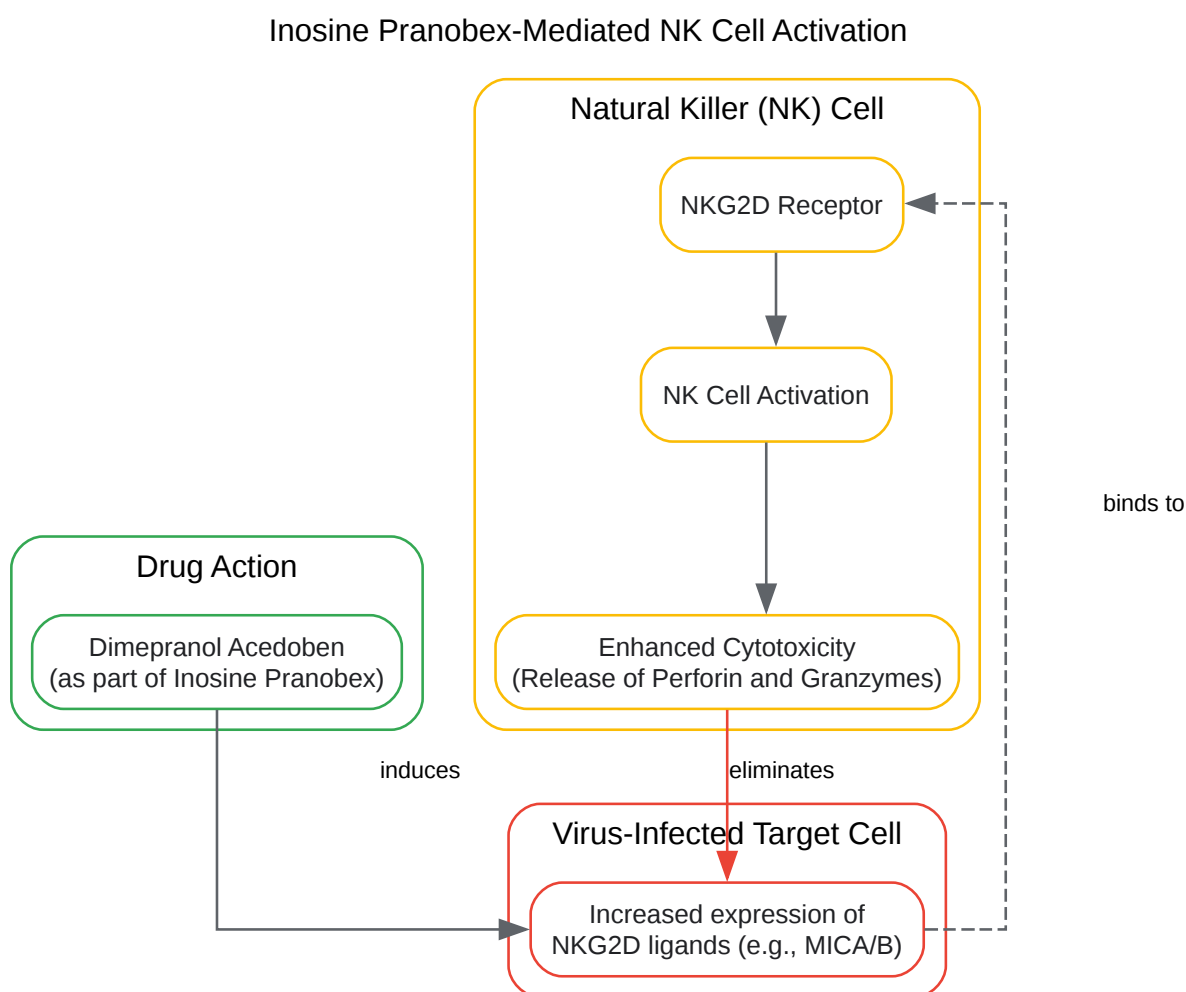 Inosine Pranobex-Mediated NK Cell Activation
Natural Killer (NK) Cell
NKG2D Receptor
NK Cell Activation
binds to
Drug Action
Dimepranol Acedoben
(as part of Inosine Pranobex)
Enhanced Cytotoxicity
(Release of Perforin and Granzymes)
induces
eliminates
Virus-Infected Target Cell
Increased expression of
NKG2D ligands (e.g., MICA/B)